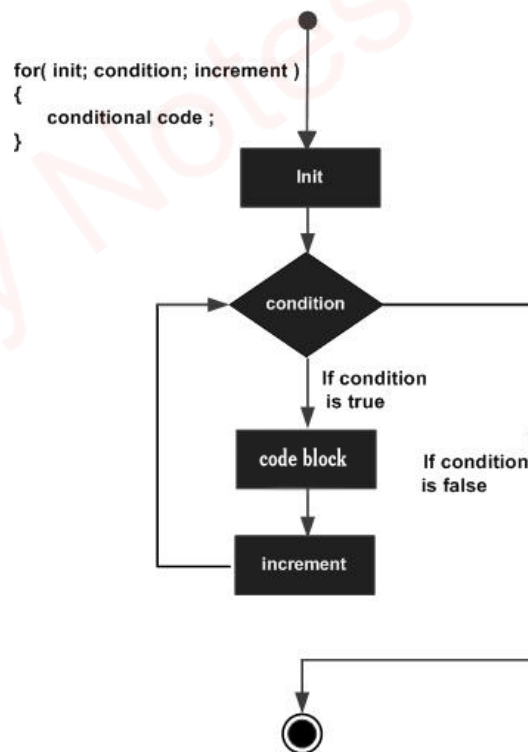 for( init; condition; increment )
{
conditional code ;
}
Init
condition
If condition
is true
code block
If condition
is false
increment
y Notes